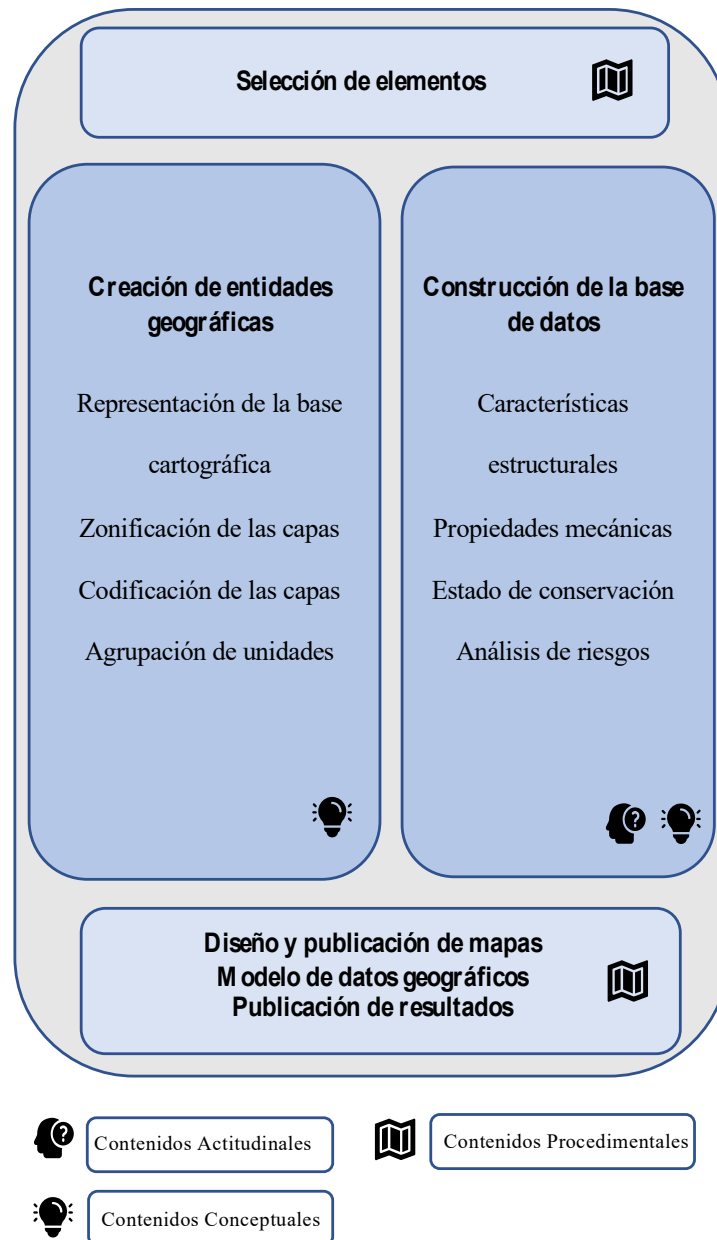 Selección de elementos
Creación de entidades
geográficas
Representación de la base
cartográfica
Zonificación de las capas
Codificación de las capas
Agrupación de unidades
Construcción de la base
de datos
Características
estructurales
Propiedades mecánicas
Estado de conservación
Análisis de riesgos
Diseño y publicación de mapas
Modelo de datos geográficos
Publicación de resultados
Contenidos Actitudinales
Contenidos Procedimentales
Contenidos Conceptuales